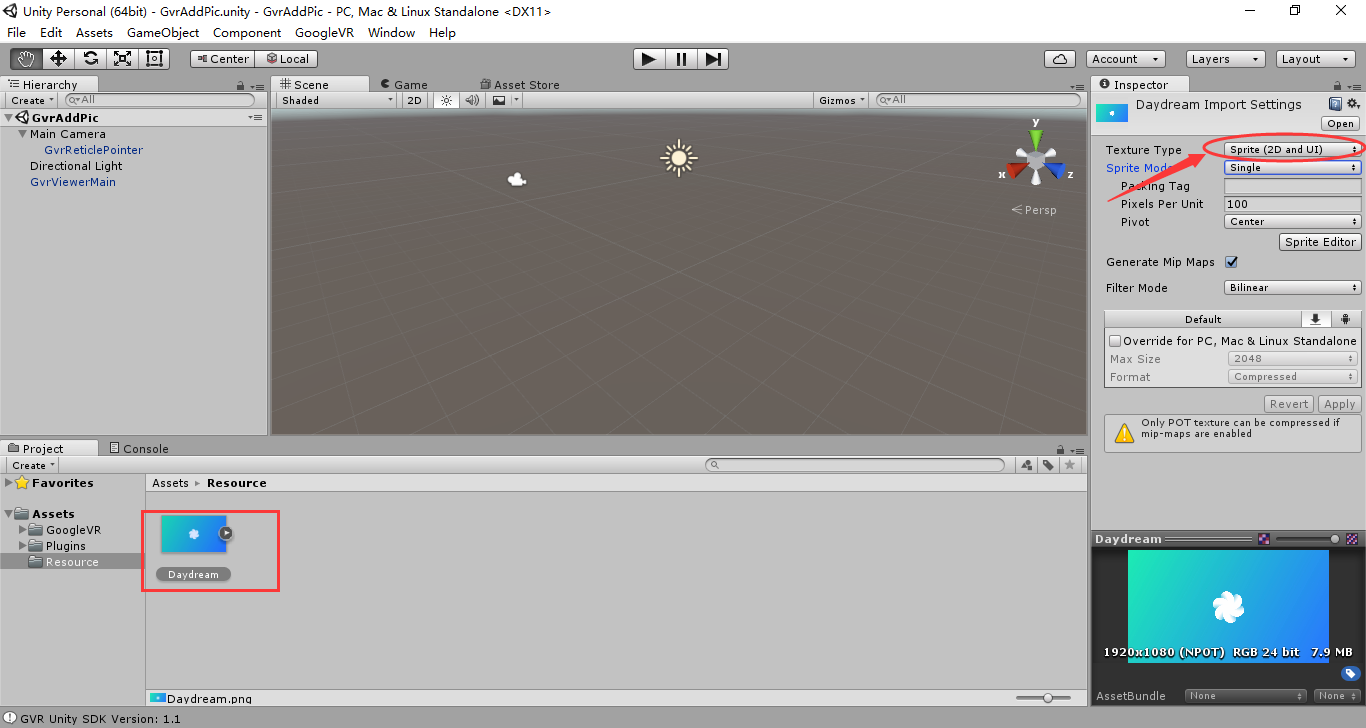 Unity Personal (64bit) - GvrAddPic.unity - GvrAddPic - PC, Mac & Linux Standalone <DX11>
File Edit Assets GameObject Component GoogleVR Window Help
Center Local Account Layers Layout
Hierarchy
Create All
GvrAddPic
Main Camera
GvrReticlePointer
Directional Light
GvrViewerMain
Scene Game Asset Store
Shaded 2D Gizmos All
y
x z
Persp
Inspector
Daydream Import Settings
Open
Texture Type Sprite (2D and UI)
Sprite Mode Single
Packing Tag
Pixels Per Unit 100
Pivot Center
Sprite Editor
Generate Mip Maps
Filter Mode Bilinear
Default
Override for PC, Mac & Linux Standalone
Max Size 2048
Format Compressed
Revert Apply
Only POT texture can be compressed if
mip-maps are enabled
Project Console
Create
Favorites
Assets
GoogleVR
Plugins
Resource
Assets Resource
Daydream
Daydream.png
Daydream
1920x1080 (NPOT) RGB 24 bit 7.9 MB
AssetBundle None None
GVR Unity SDK Version: 1.1